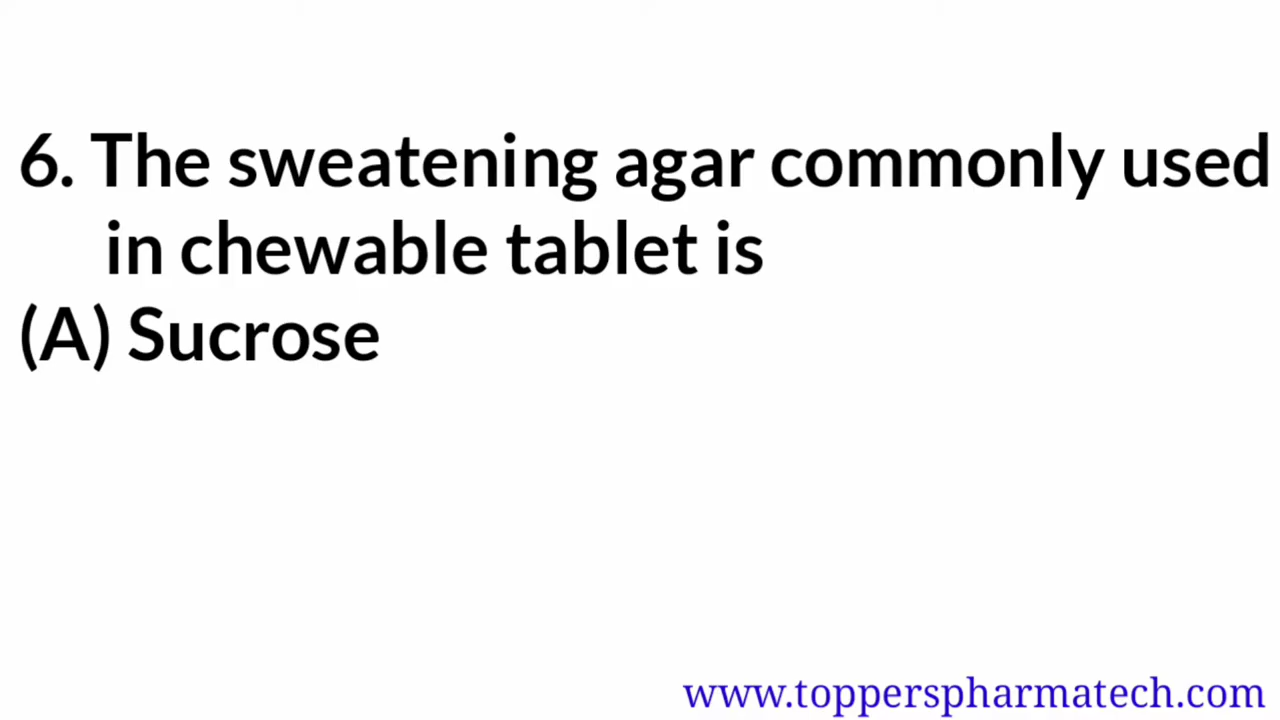 6. The sweatening agar commonly used
in chewable tablet is
(A) Sucrose
www.topperspharmatech.com